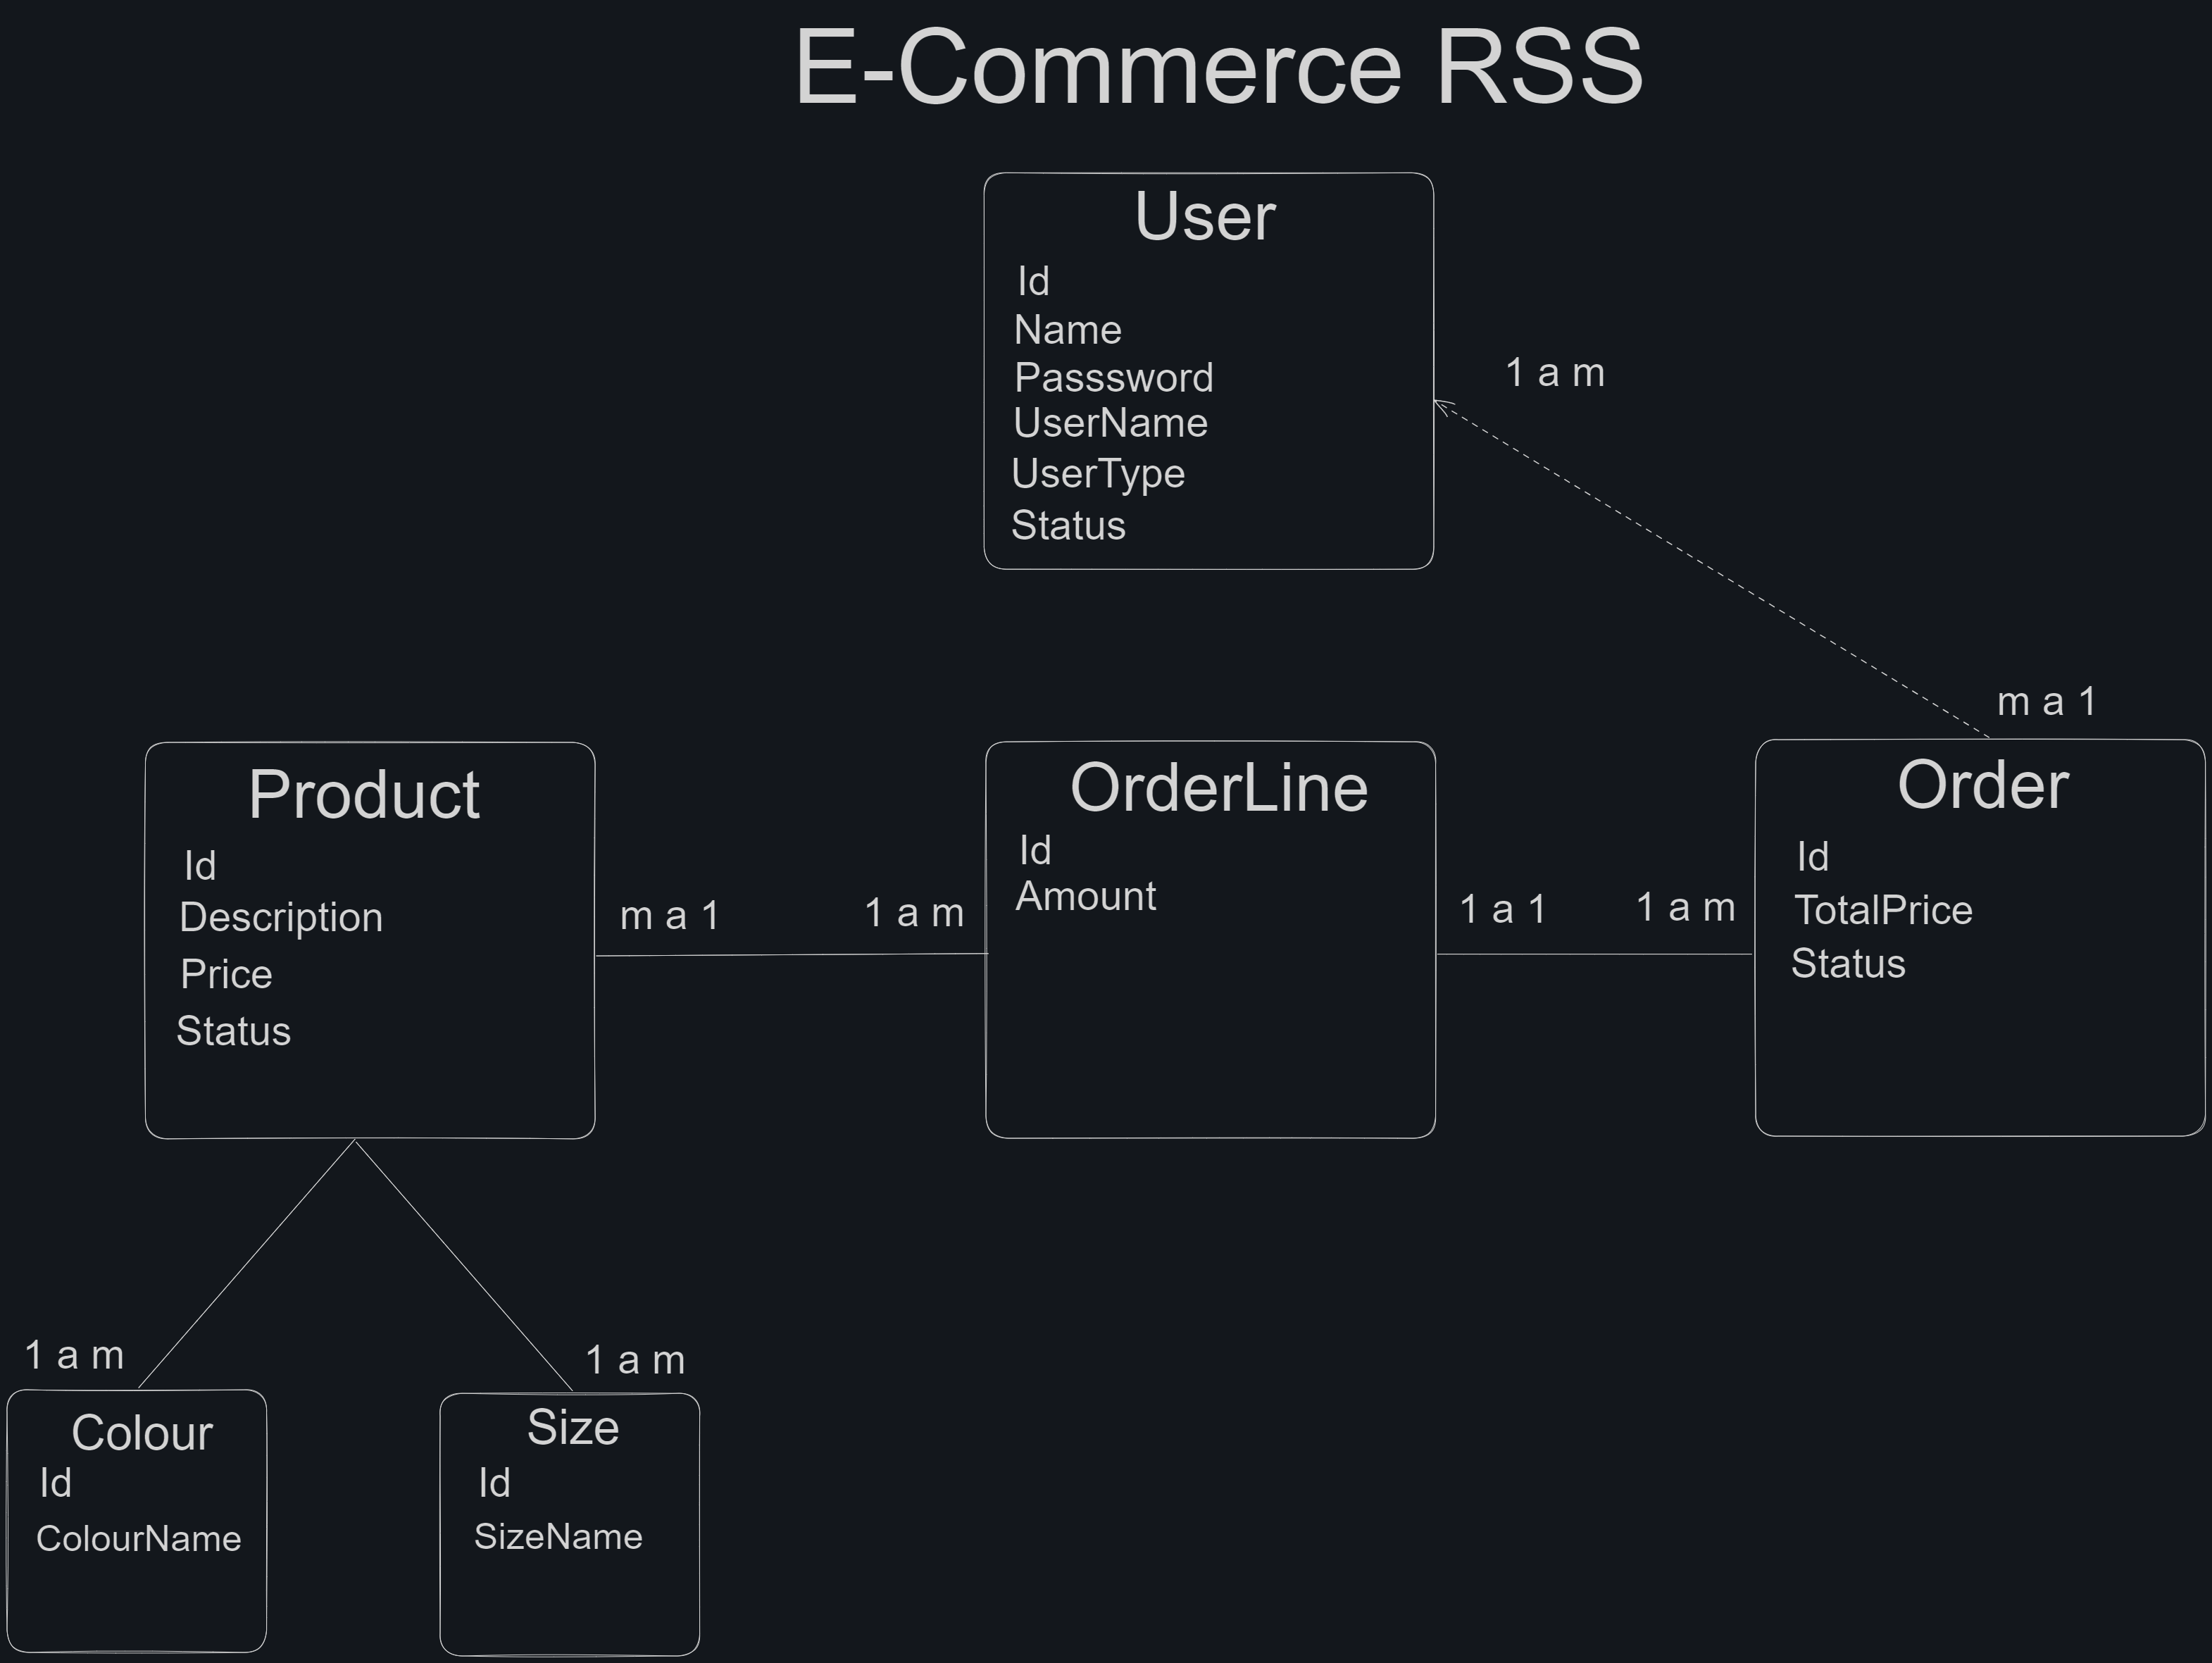 E-Commerce RSS
User
Id
Name
Passsword
UserName
UserType
Status
1 a m
m a 1
Product
Id
Description
Price
Status
m a 1
1 a m
OrderLine
Id
Amount
1 a 1
1 a m
Order
Id
TotalPrice
Status
1 a m
Colour
Id
ColourName
1 a m
Size
Id
SizeName